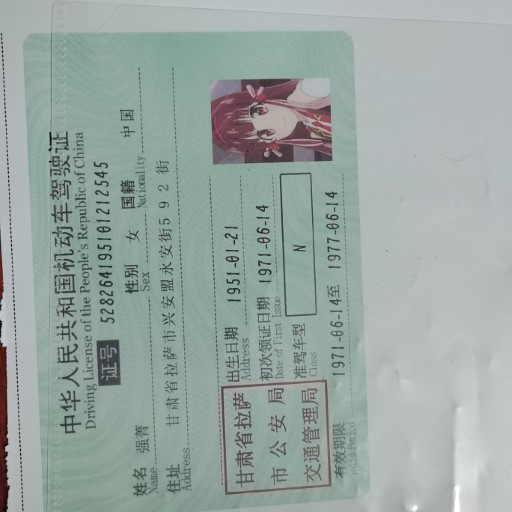 中华人民共和国机动车驾驶证
Driving License of the People's Republic of China
证号 528264195101212545
姓名 强菁 性别 女 国籍 中国
Name Sex Nationality
住址 甘肃省拉萨市兴安盟永安街592街
Address
出生日期 1951-01-21
Address
初次领证日期 1971-06-14
Date of First Issue
准驾车型 N
Class
甘肃省拉萨
市公安局
交通管理局
有效期限 1971-06-14至 1977-06-14